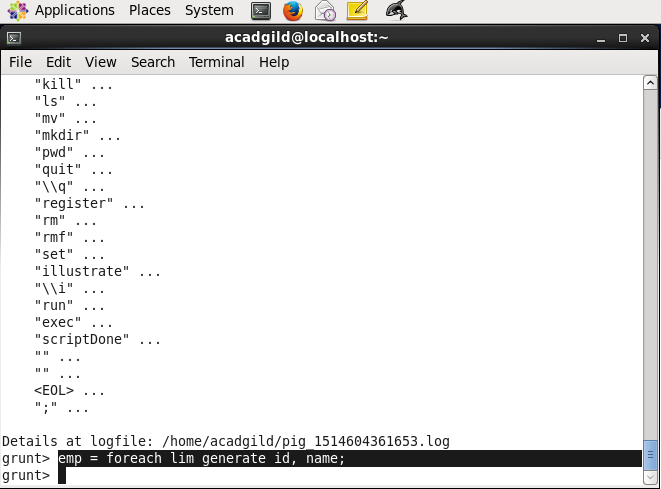 Applications Places System
acadgild@localhost:~
File Edit View Search Terminal Help
"kill" ...
"ls" ...
"mv" ...
"mkdir" ...
"pwd" ...
"quit" ...
"\\q" ...
"register" ...
"rm" ...
"rmf" ...
"set" ...
"illustrate" ...
"\\i" ...
"run" ...
"exec" ...
"scriptDone" ...
"" ...
"" ...
<EOL> ...
";" ...
Details at logfile: /home/acadgild/pig_1514604361653.log
grunt> emp = foreach lim generate id, name;
grunt>